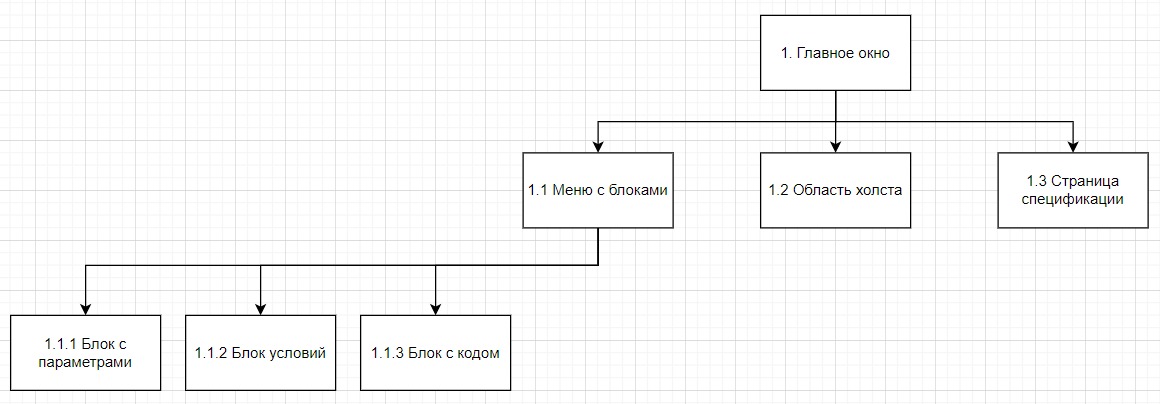 1. Главное окно
1.1 Меню с блоками
1.2 Область холста
1.3 Страница
спецификации
1.1.1 Блок с
параметрами
1.1.2 Блок условий
1.1.3 Блок с кодом